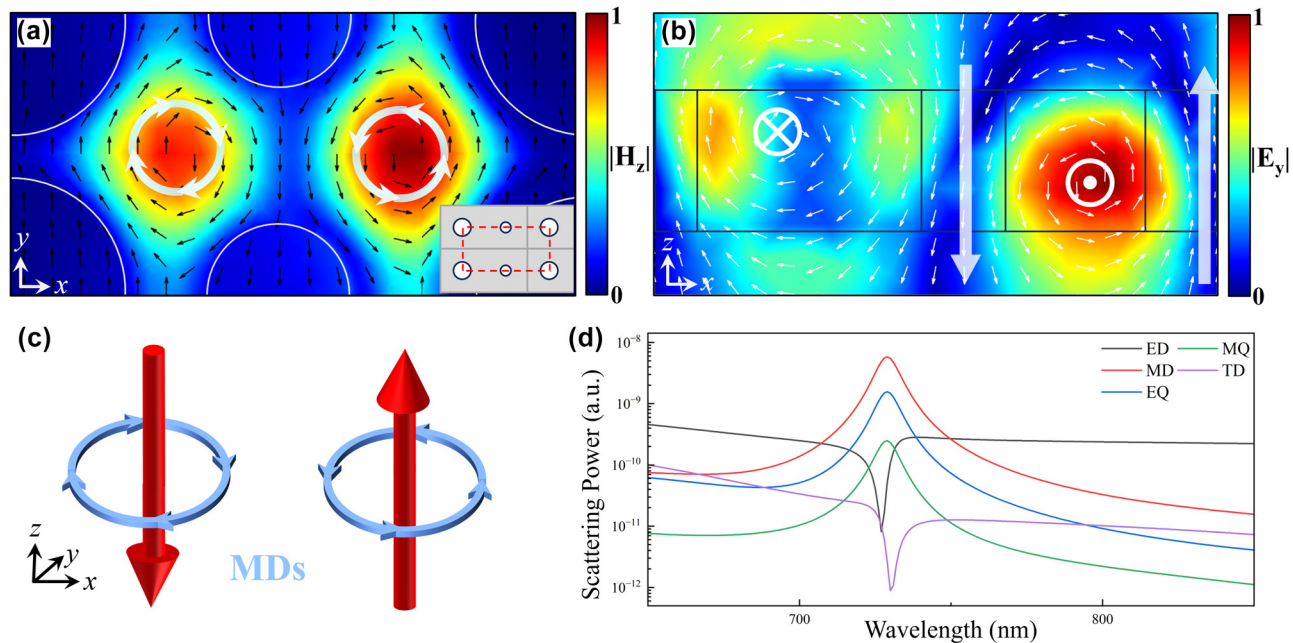 (a)
y
x
1
|Hz|
0
(b)
z
x
1
|Ey|
0
(c)
z
y
x
MDs
(d)
Scattering Power (a.u.)
10⁻⁸
10⁻⁹
10⁻¹⁰
10⁻¹¹
10⁻¹²
ED
MD
EQ
MQ
TD
700
800
Wavelength (nm)